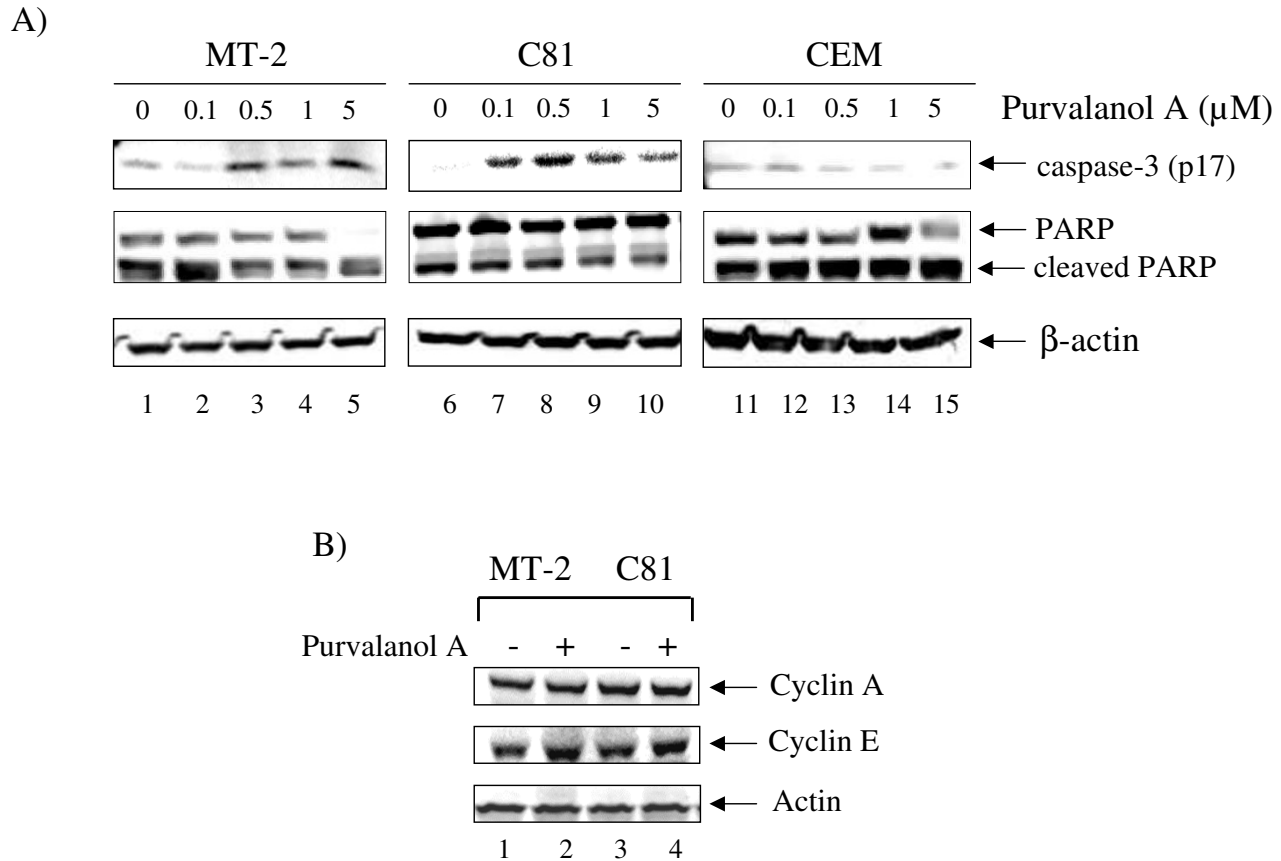 A)
MT-2 C81 CEM
0 0.1 0.5 1 5 0 0.1 0.5 1 5 0 0.1 0.5 1 5 Purvalanol A (µM)
caspase-3 (p17)
PARP
cleaved PARP
β-actin
1 2 3 4 5 6 7 8 9 10 11 12 13 14 15
B)
MT-2 C81
Purvalanol A - + - +
Cyclin A
Cyclin E
Actin
1 2 3 4